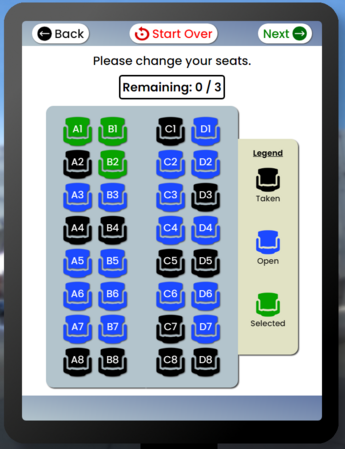 Back Start Over Next
Please change your seats.
Remaining: 0 / 3
A1 B1 C1 D1
Legend
A2 B2 C2 D2
Taken
A3 B3 C3 D3
A4 B4 C4 D4
A5 B5 C5 D5
Open
A6 B6 C6 D6
Selected
A7 B7 C7 D7
A8 B8 C8 D8